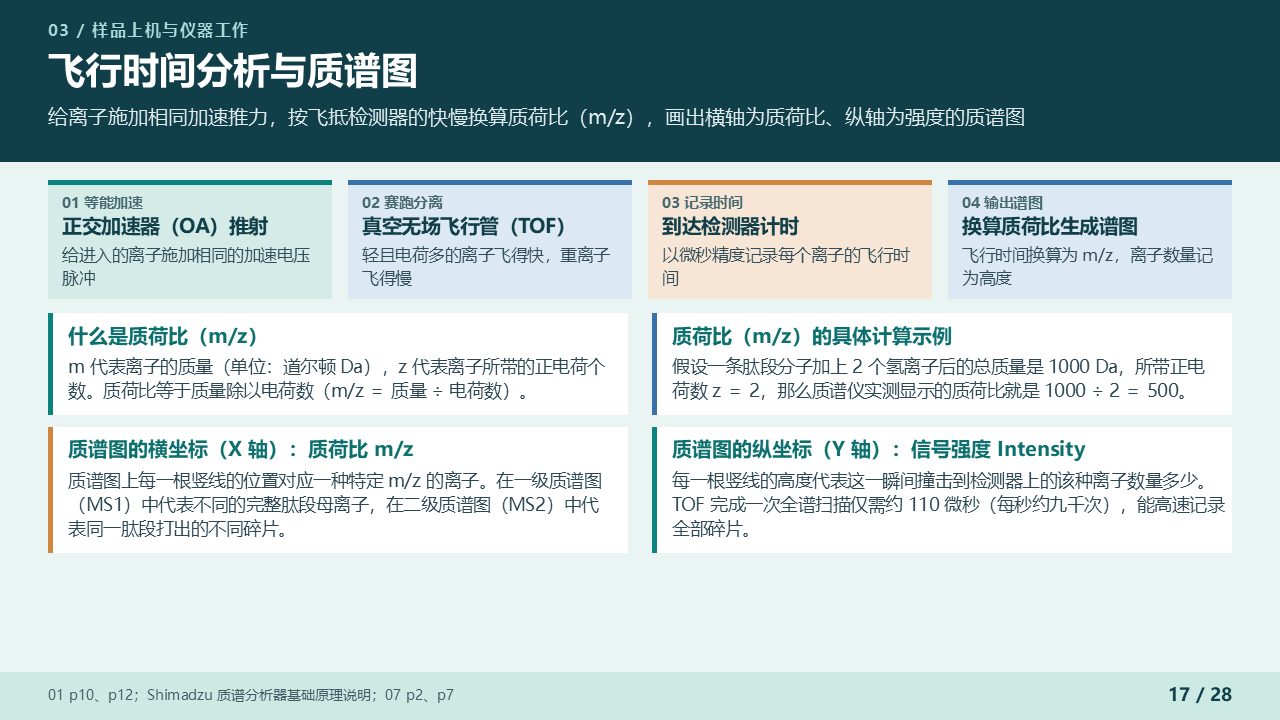 03 / 样品上机与仪器工作
飞行时间分析与质谱图
给离子施加相同加速推力，按飞抵检测器的快慢换算质荷比（m/z），画出横轴为质荷比、纵轴为强度的质谱图
01 等能加速
正交加速器（OA）推射
给进入的离子施加相同的加速电压
脉冲
02 赛跑分离
真空无场飞行管（TOF）
轻且电荷多的离子飞得快，重离子
飞得慢
03 记录时间
到达检测器计时
以微秒精度记录每个离子的飞行时
间
04 输出谱图
换算质荷比生成谱图
飞行时间换算为 m/z，离子数量记
为高度
什么是质荷比（m/z）
m 代表离子的质量（单位：道尔顿 Da），z 代表离子所带的正电荷个
数。质荷比等于质量除以电荷数（m/z = 质量 ÷ 电荷数）。
质荷比（m/z）的具体计算示例
假设一条肽段分子加上 2 个氢离子后的总质量是 1000 Da，所带正电
荷数 z = 2，那么质谱仪实测显示的质荷比就是 1000 ÷ 2 = 500。
质谱图的横坐标（X 轴）：质荷比 m/z
质谱图上每一根竖线的位置对应一种特定 m/z 的离子。在一级质谱图
（MS1）中代表不同的完整肽段母离子，在二级质谱图（MS2）中代
表同一肽段打出的不同碎片。
质谱图的纵坐标（Y 轴）：信号强度 Intensity
每一根竖线的高度代表这一瞬间撞击到检测器上的该种离子数量多少。
TOF 完成一次全谱扫描仅需约 110 微秒（每秒约九千次），能高速记录
全部碎片。
01 p10、p12；Shimadzu 质谱分析器基础原理说明；07 p2、p7
17 / 28